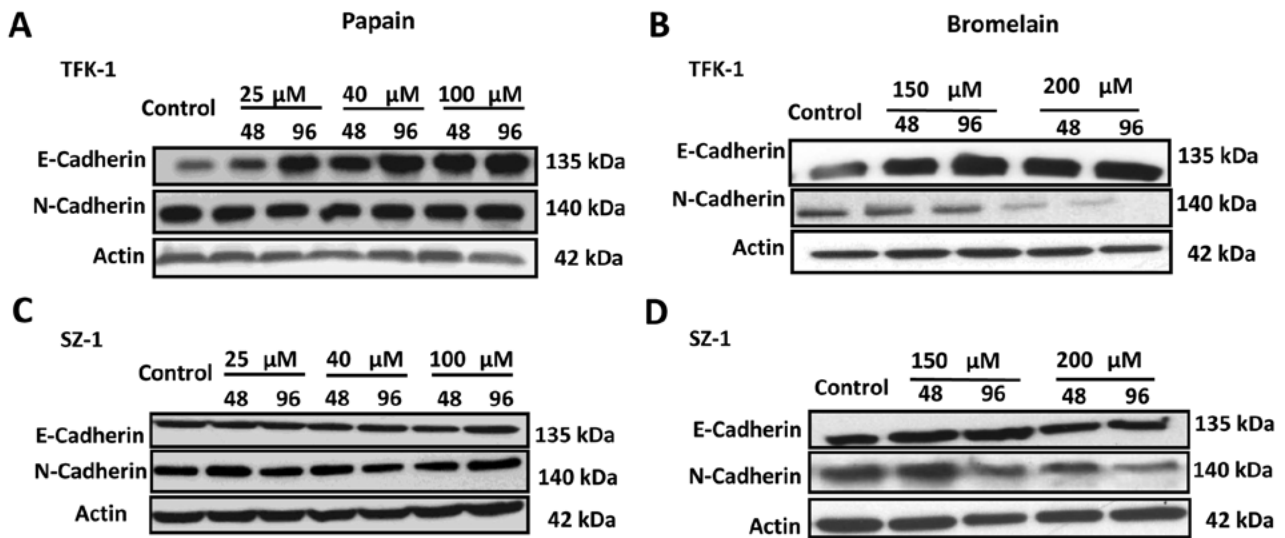 A
Papain
TFK-1
Control
25 µM
40 µM
100 µM
48 96 48 96 48 96
E-Cadherin 135 kDa
N-Cadherin 140 kDa
Actin 42 kDa
B
Bromelain
TFK-1
Control
150 µM
200 µM
48 96 48 96
E-Cadherin 135 kDa
N-Cadherin 140 kDa
Actin 42 kDa
C
SZ-1
Control
25 µM
40 µM
100 µM
48 96 48 96 48 96
E-Cadherin 135 kDa
N-Cadherin 140 kDa
Actin 42 kDa
D
SZ-1
Control
150 µM
200 µM
48 96 48 96
E-Cadherin 135 kDa
N-Cadherin 140 kDa
Actin 42 kDa